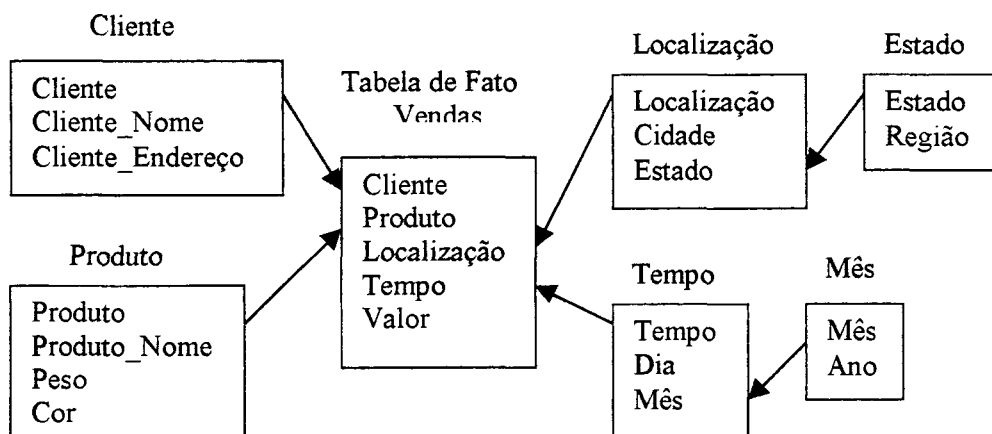 Cliente
Cliente
Cliente_Nome
Cliente_Endereço
Produto
Produto
Produto_Nome
Peso
Cor
Tabela de Fato
Vendas
Cliente
Produto
Localização
Tempo
Valor
Localização
Localização
Cidade
Estado
Estado
Estado
Região
Tempo
Tempo
Dia
Mês
Mês
Mês
Ano